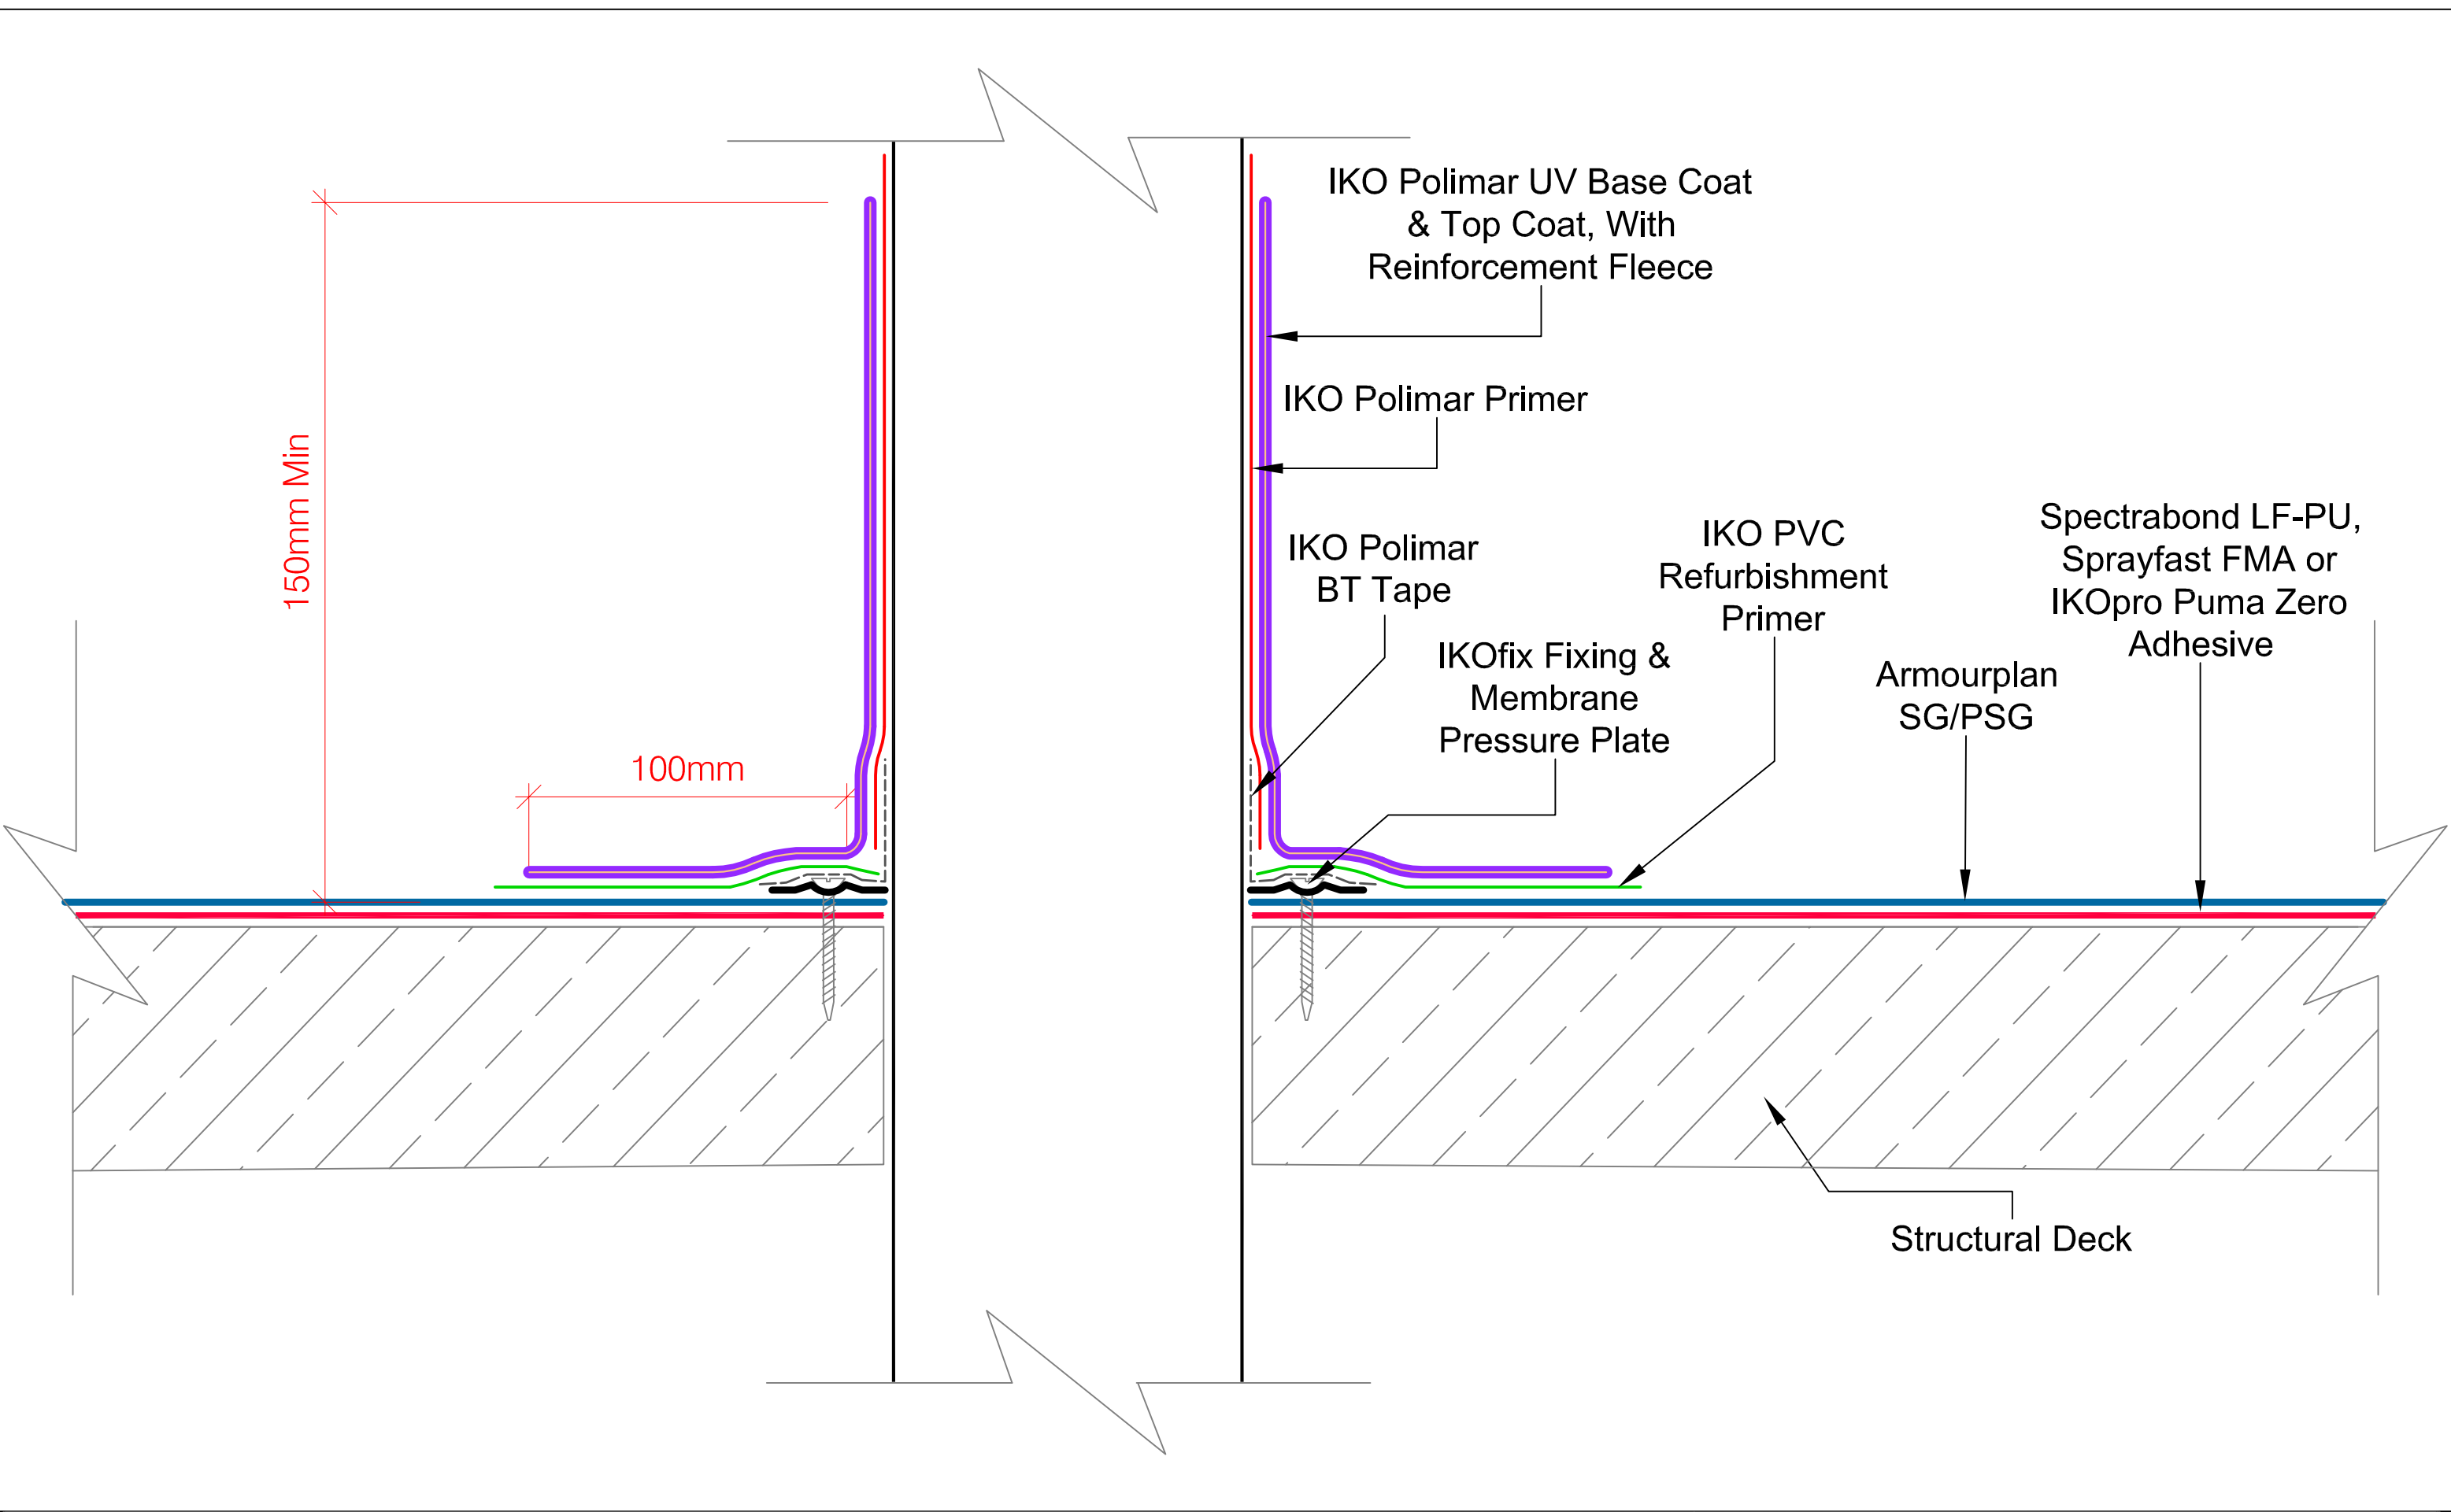 IKO Polimar UV Base Coat
& Top Coat, With
Reinforcement Fleece
IKO Polimar Primer
150mm Min
100mm
IKO Polimar
BT Tape
IKOfix Fixing &
Membrane
Pressure Plate
IKO PVC
Refurbishment
Primer
Armourplan
SG/PSG
Spectrabond LF-PU,
Sprayfast FMA or
IKOpro Puma Zero
Adhesive
Structural Deck